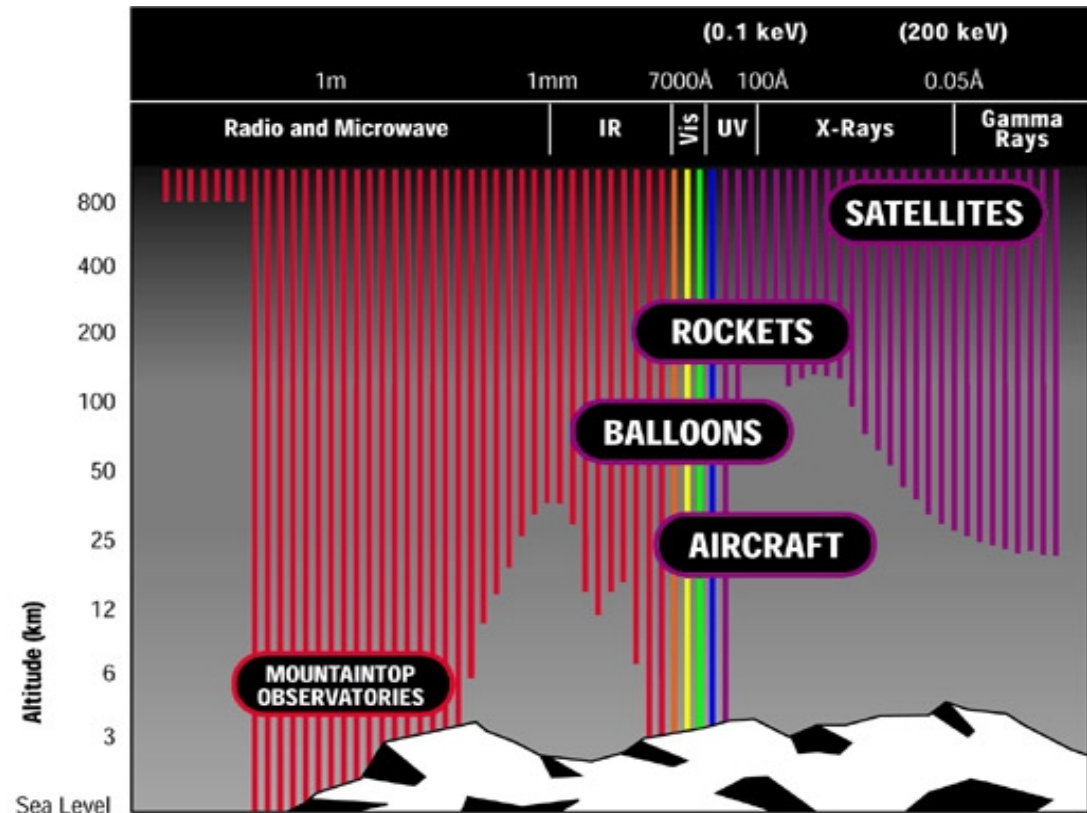 (0.1 keV) (200 keV)
1m 1mm 7000Å 100Å 0.05Å
Radio and Microwave IR Vis UV X-Rays Gamma
Rays
800
SATELLITES
400
200
ROCKETS
100
BALLOONS
50
25
AIRCRAFT
12
Altitude (km)
6
MOUNTAINTOP
OBSERVATORIES
3
Sea Level